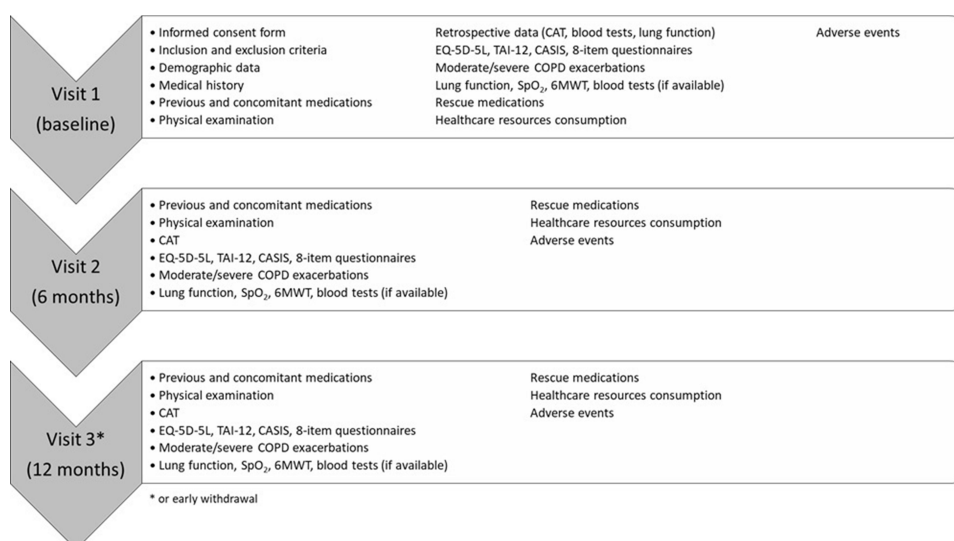 Visit 1
(baseline)
• Informed consent form
• Inclusion and exclusion criteria
• Demographic data
• Medical history
• Previous and concomitant medications
• Physical examination
Retrospective data (CAT, blood tests, lung function)
EQ-5D-5L, TAI-12, CASIS, 8-item questionnaires
Moderate/severe COPD exacerbations
Lung function, SpO₂, 6MWT, blood tests (if available)
Rescue medications
Healthcare resources consumption
Adverse events
Visit 2
(6 months)
• Previous and concomitant medications
• Physical examination
• CAT
• EQ-5D-5L, TAI-12, CASIS, 8-item questionnaires
• Moderate/severe COPD exacerbations
• Lung function, SpO₂, 6MWT, blood tests (if available)
Rescue medications
Healthcare resources consumption
Adverse events
Visit 3*
(12 months)
• Previous and concomitant medications
• Physical examination
• CAT
• EQ-5D-5L, TAI-12, CASIS, 8-item questionnaires
• Moderate/severe COPD exacerbations
• Lung function, SpO₂, 6MWT, blood tests (if available)
Rescue medications
Healthcare resources consumption
Adverse events
* or early withdrawal